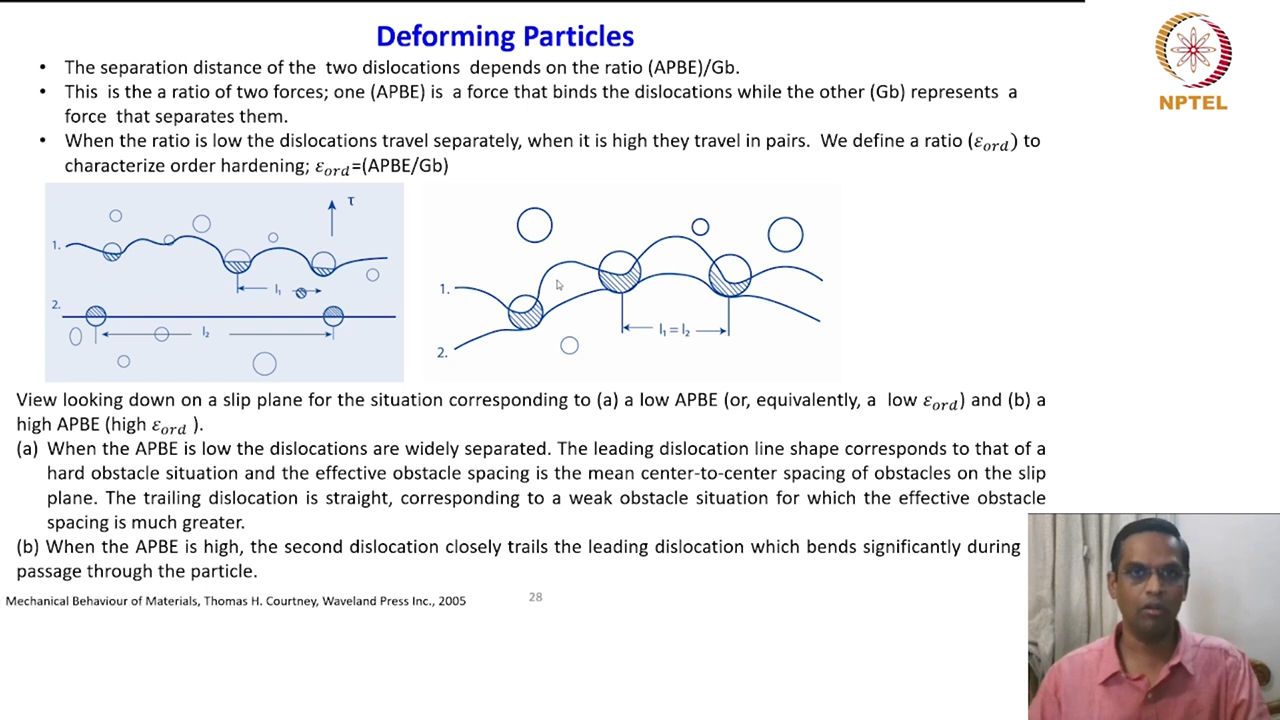 Deforming Particles
• The separation distance of the two dislocations depends on the ratio (APBE)/Gb.
• This is the a ratio of two forces; one (APBE) is a force that binds the dislocations while the other (Gb) represents a
force that separates them.
• When the ratio is low the dislocations travel separately, when it is high they travel in pairs. We define a ratio (εord) to
characterize order hardening; εord=(APBE/Gb)
NPTEL
τ
1.
l₁
2.
l₂
1.
l₁ = l₂
2.
View looking down on a slip plane for the situation corresponding to (a) a low APBE (or, equivalently, a low εord) and (b) a
high APBE (high εord ).
(a) When the APBE is low the dislocations are widely separated. The leading dislocation line shape corresponds to that of a
hard obstacle situation and the effective obstacle spacing is the mean center-to-center spacing of obstacles on the slip
plane. The trailing dislocation is straight, corresponding to a weak obstacle situation for which the effective obstacle
spacing is much greater.
(b) When the APBE is high, the second dislocation closely trails the leading dislocation which bends significantly during
passage through the particle.
Mechanical Behaviour of Materials, Thomas H. Courtney, Waveland Press Inc., 2005
28